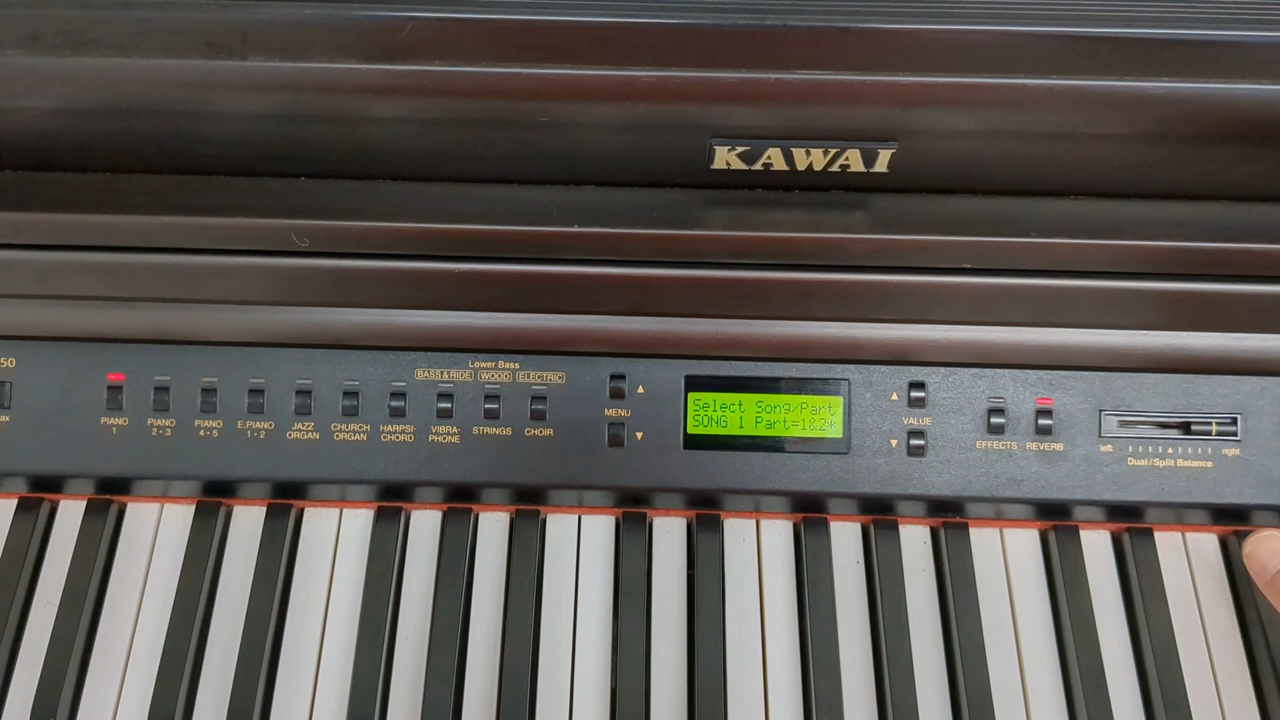 KAWAI
50
ax
Lower Bass
BASS & RIDE WOOD ELECTRIC
PIANO 1
PIANO 2•3
PIANO 4•5
E.PIANO 1•2
JAZZ ORGAN
CHURCH ORGAN
HARPSI-CHORD
VIBRA-PHONE
STRINGS
CHOIR
MENU
Select Song/Part
SONG 1 Part=1&2*
VALUE
EFFECTS
REVERB
left
right
Dual/Split Balance